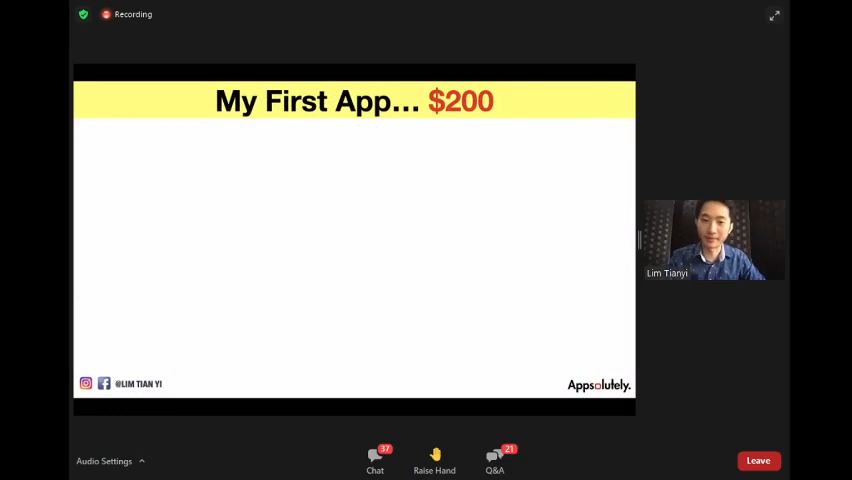 Recording
My First App... $200
Lim Tianyi
@LIM TIAN YI
Appsolutely.
37
21
Audio Settings
Chat
Raise Hand
Q&A
Leave